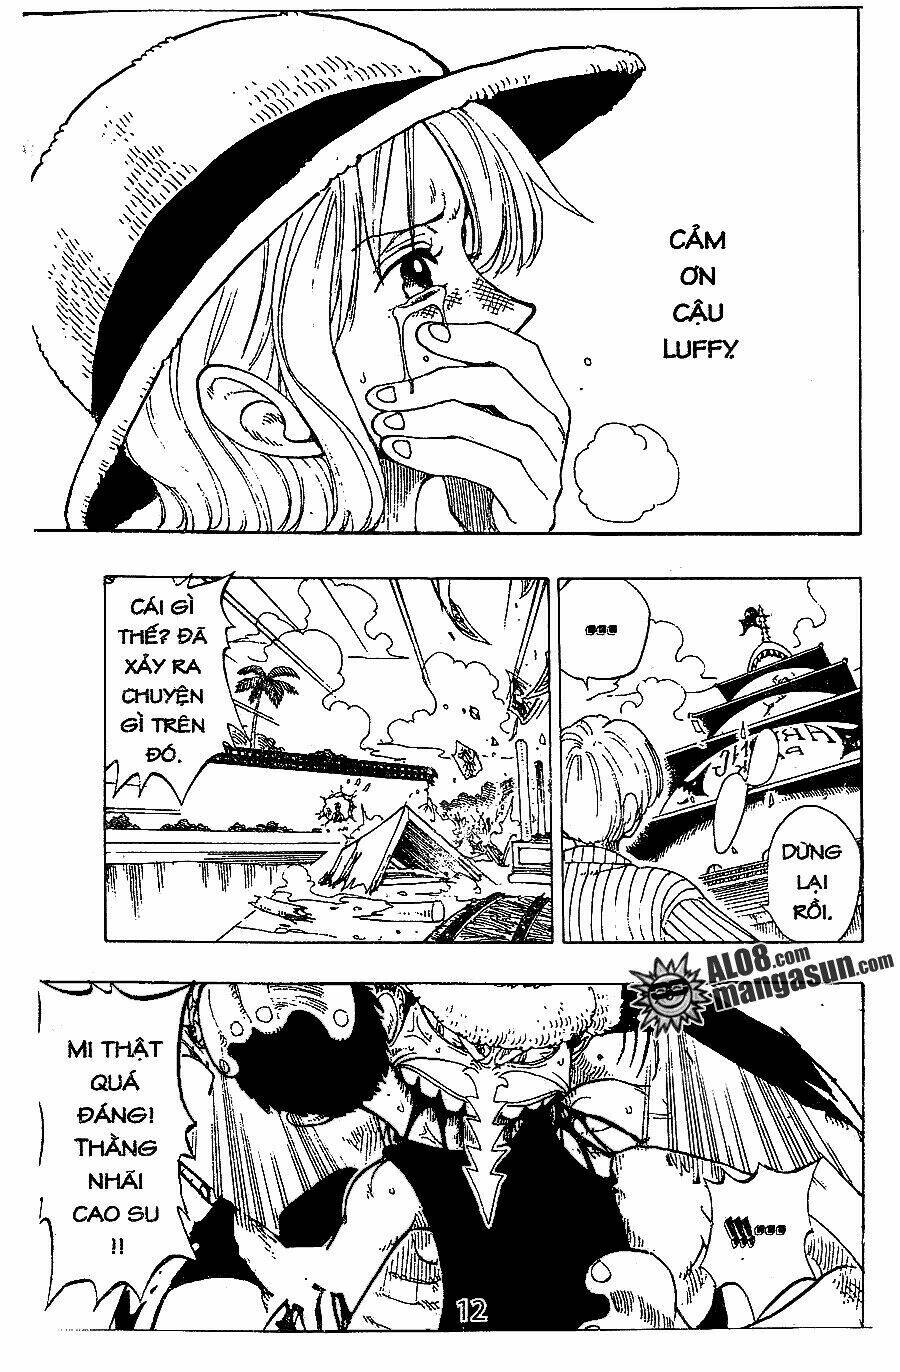 CẢM
ƠN
CẬU
LUFFY.
...
DỪNG
LẠI
RỒI.
CÁI GÌ
THẾ? ĐÃ
XẢY RA
CHUYỆN
GÌ TRÊN
ĐÓ.
AL08.com
mangasun.com
MI THẬT
QUÁ
ĐÁNG!
THẰNG
NHÃI
CAO SU
!!
!!!...
12